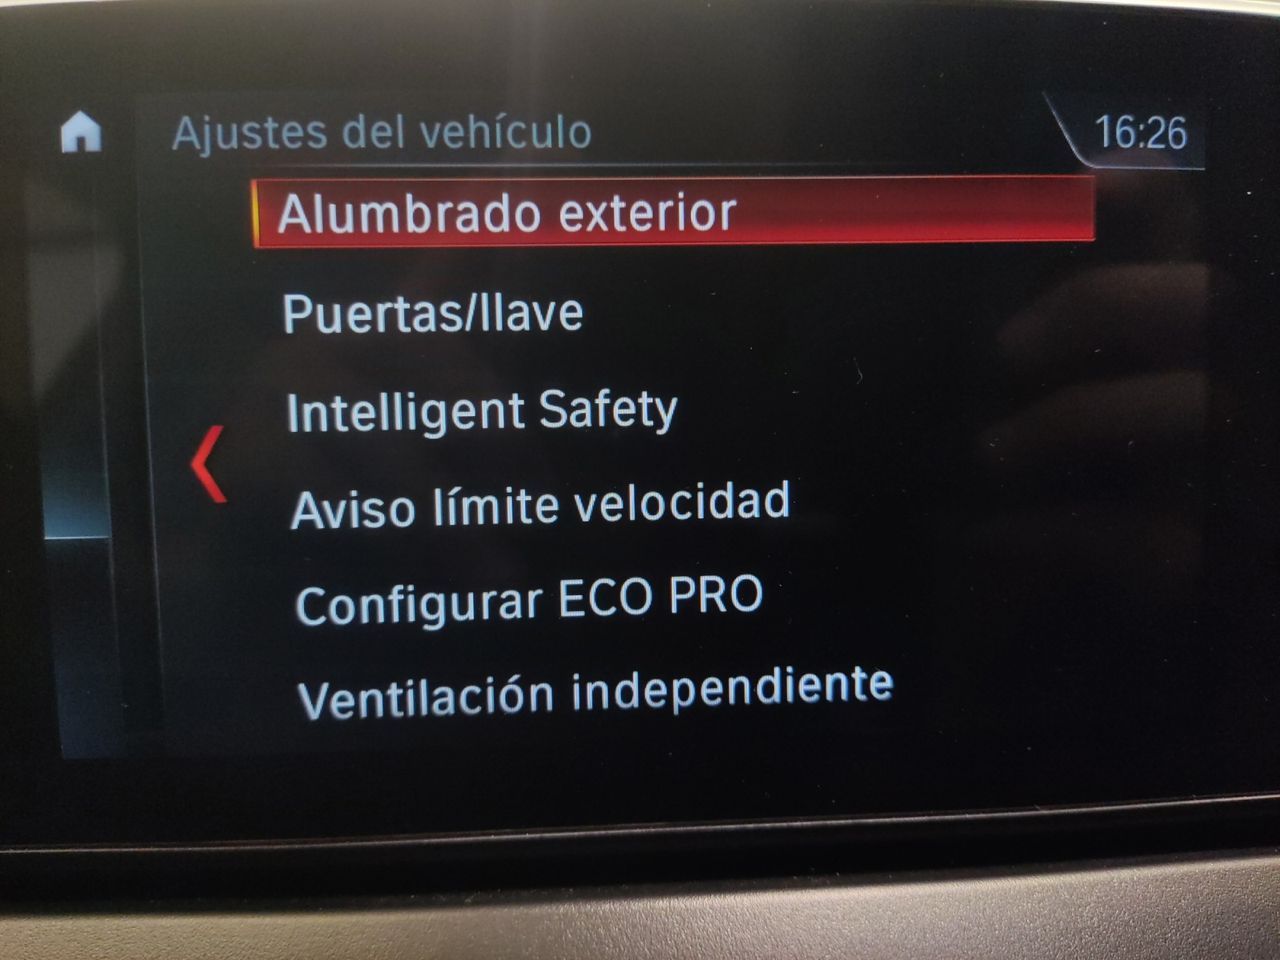 Ajustes del vehículo
16:26
Alumbrado exterior
Puertas/llave
Intelligent Safety
Aviso límite velocidad
Configurar ECO PRO
Ventilación independiente